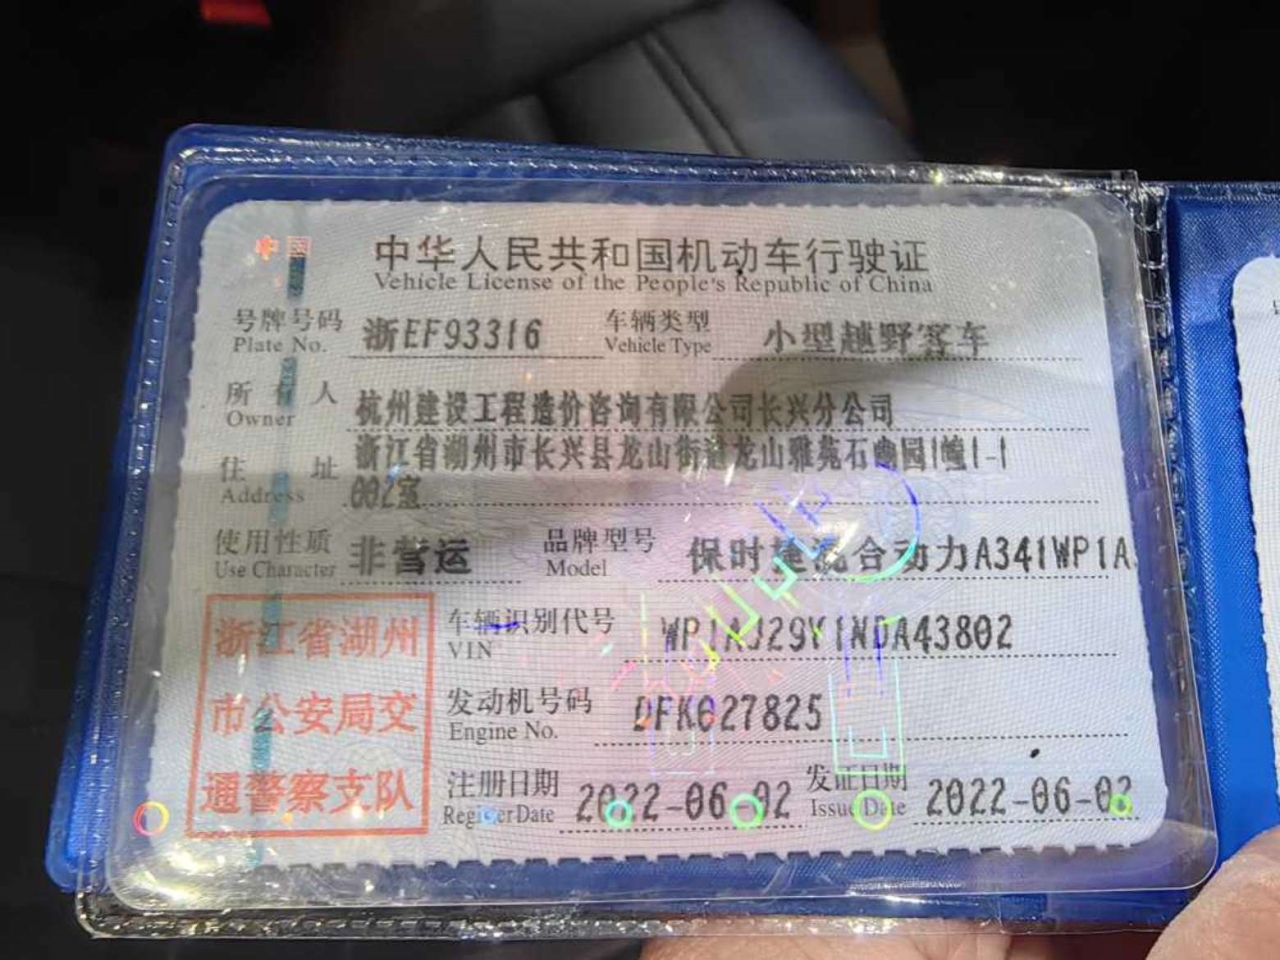 中国
中华人民共和国机动车行驶证
Vehicle License of the People's Republic of China
号牌号码 浙EF93316 车辆类型 小型越野客车
Plate No. Vehicle Type
所有人 杭州建设工程造价咨询有限公司长兴分公司
Owner
住址 浙江省湖州市长兴县龙山街道龙山雅苑石幽园1幢1-1
Address 002室
使用性质 非营运 品牌型号 保时捷混合动力A341WP1A
Use Character Model
车辆识别代号 WP1AJ29Y1NDA43802
VIN
发动机号码 DFK027825
Engine No.
注册日期 2022-06-02 发证日期 2022-06-02
Register Date Issue Date
浙江省湖州
市公安局交
通警察支队